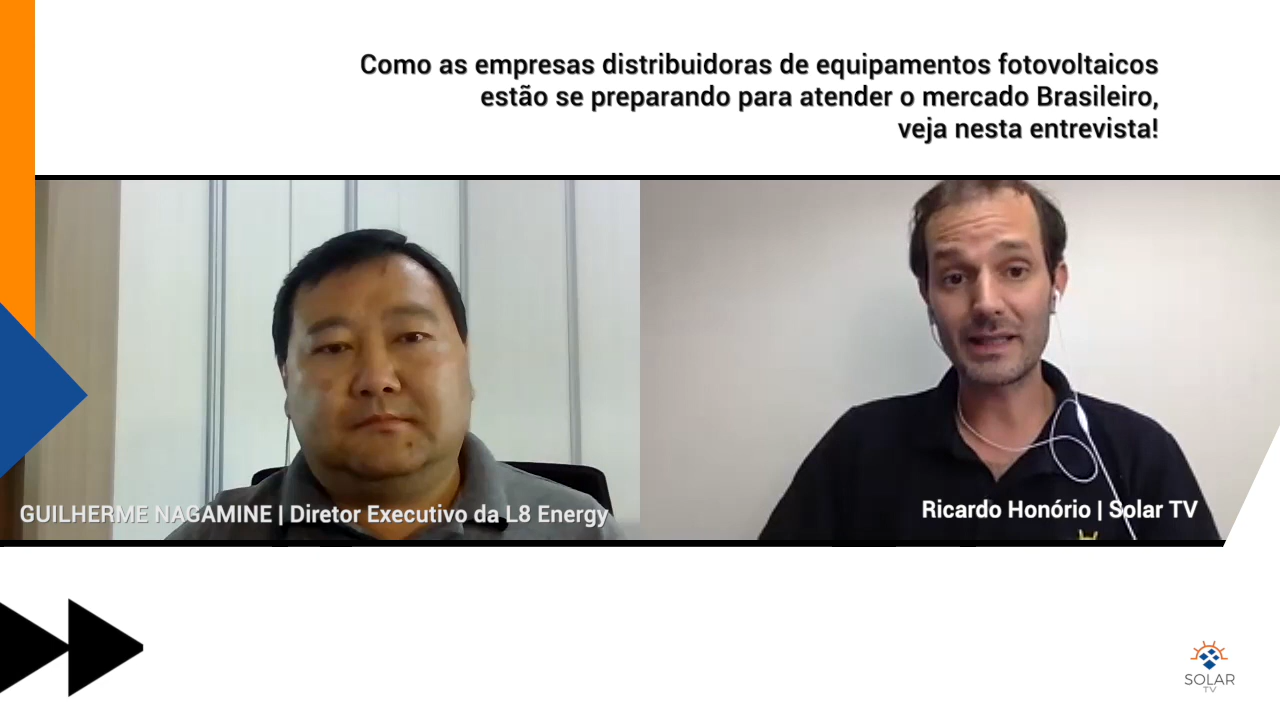 Como as empresas distribuidoras de equipamentos fotovoltaicos
estão se preparando para atender o mercado Brasileiro,
veja nesta entrevista!
GUILHERME NAGAMINE | Diretor Executivo da L8 Energy
Ricardo Honório | Solar TV
SOLAR
TV